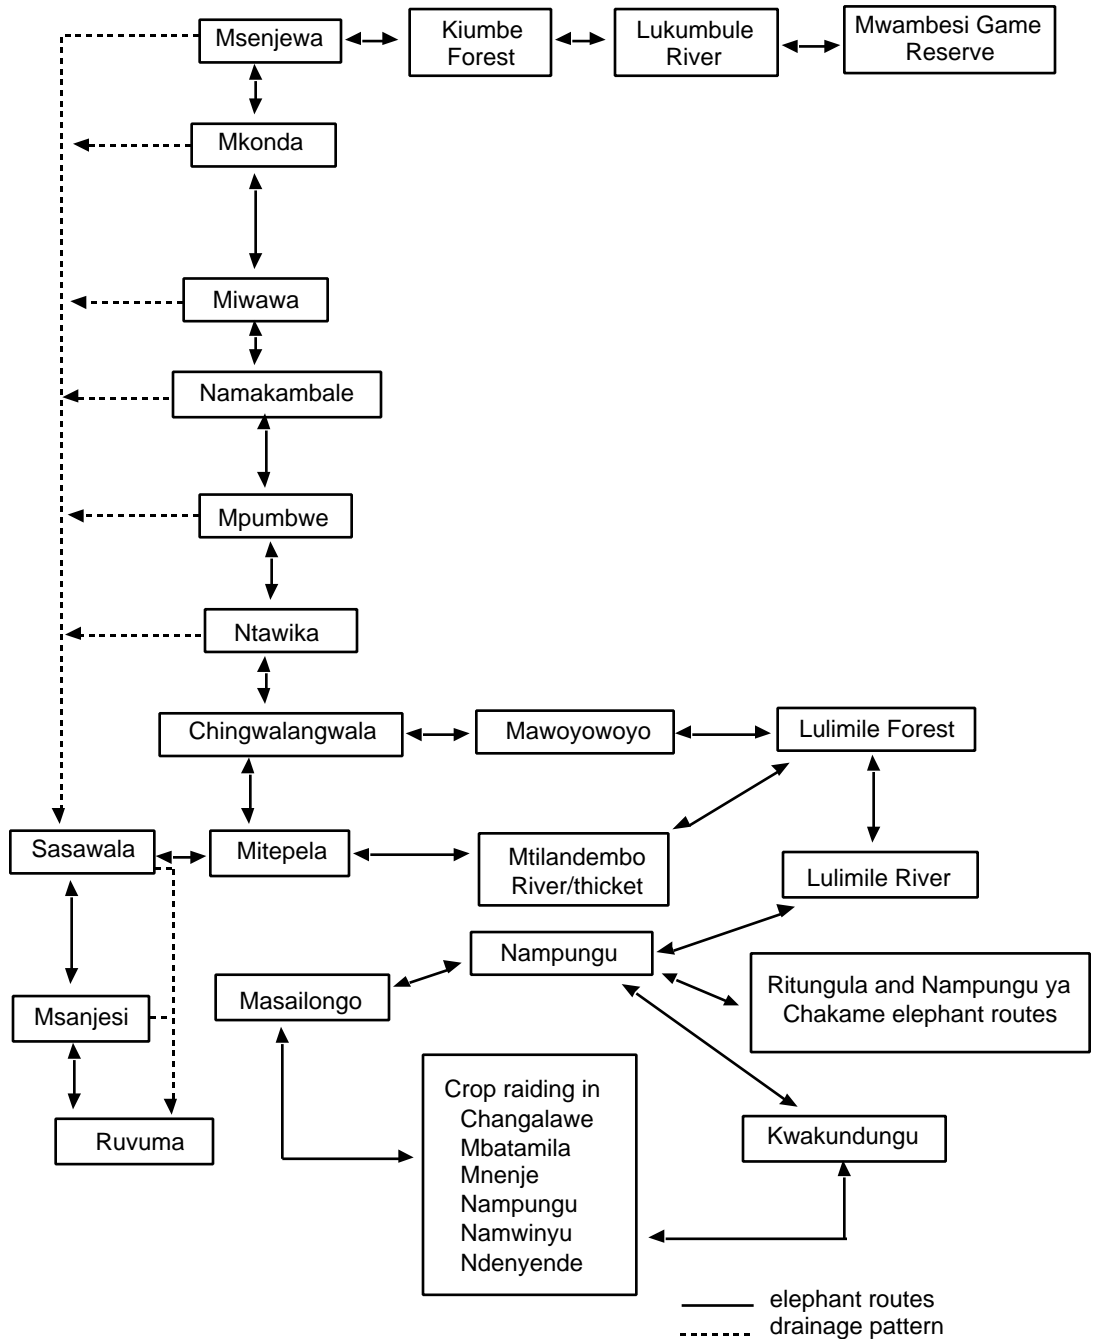 Msenjewa
Kiumbe
Forest
Lukumbule
River
Mwambesi Game
Reserve
Mkonda
Miwawa
Namakambale
Mpumbwe
Ntawika
Chingwalangwala
Mawoyowoyo
Lulimile Forest
Sasawala
Mitepela
Mtilandembo
River/thicket
Lulimile River
Nampungu
Masailongo
Ritungula and Nampungu ya
Chakame elephant routes
Msanjesi
Crop raiding in
Changalawe
Mbatamila
Mnenje
Nampungu
Namwinyu
Ndenyende
Kwakundungu
Ruvuma
elephant routes
drainage pattern